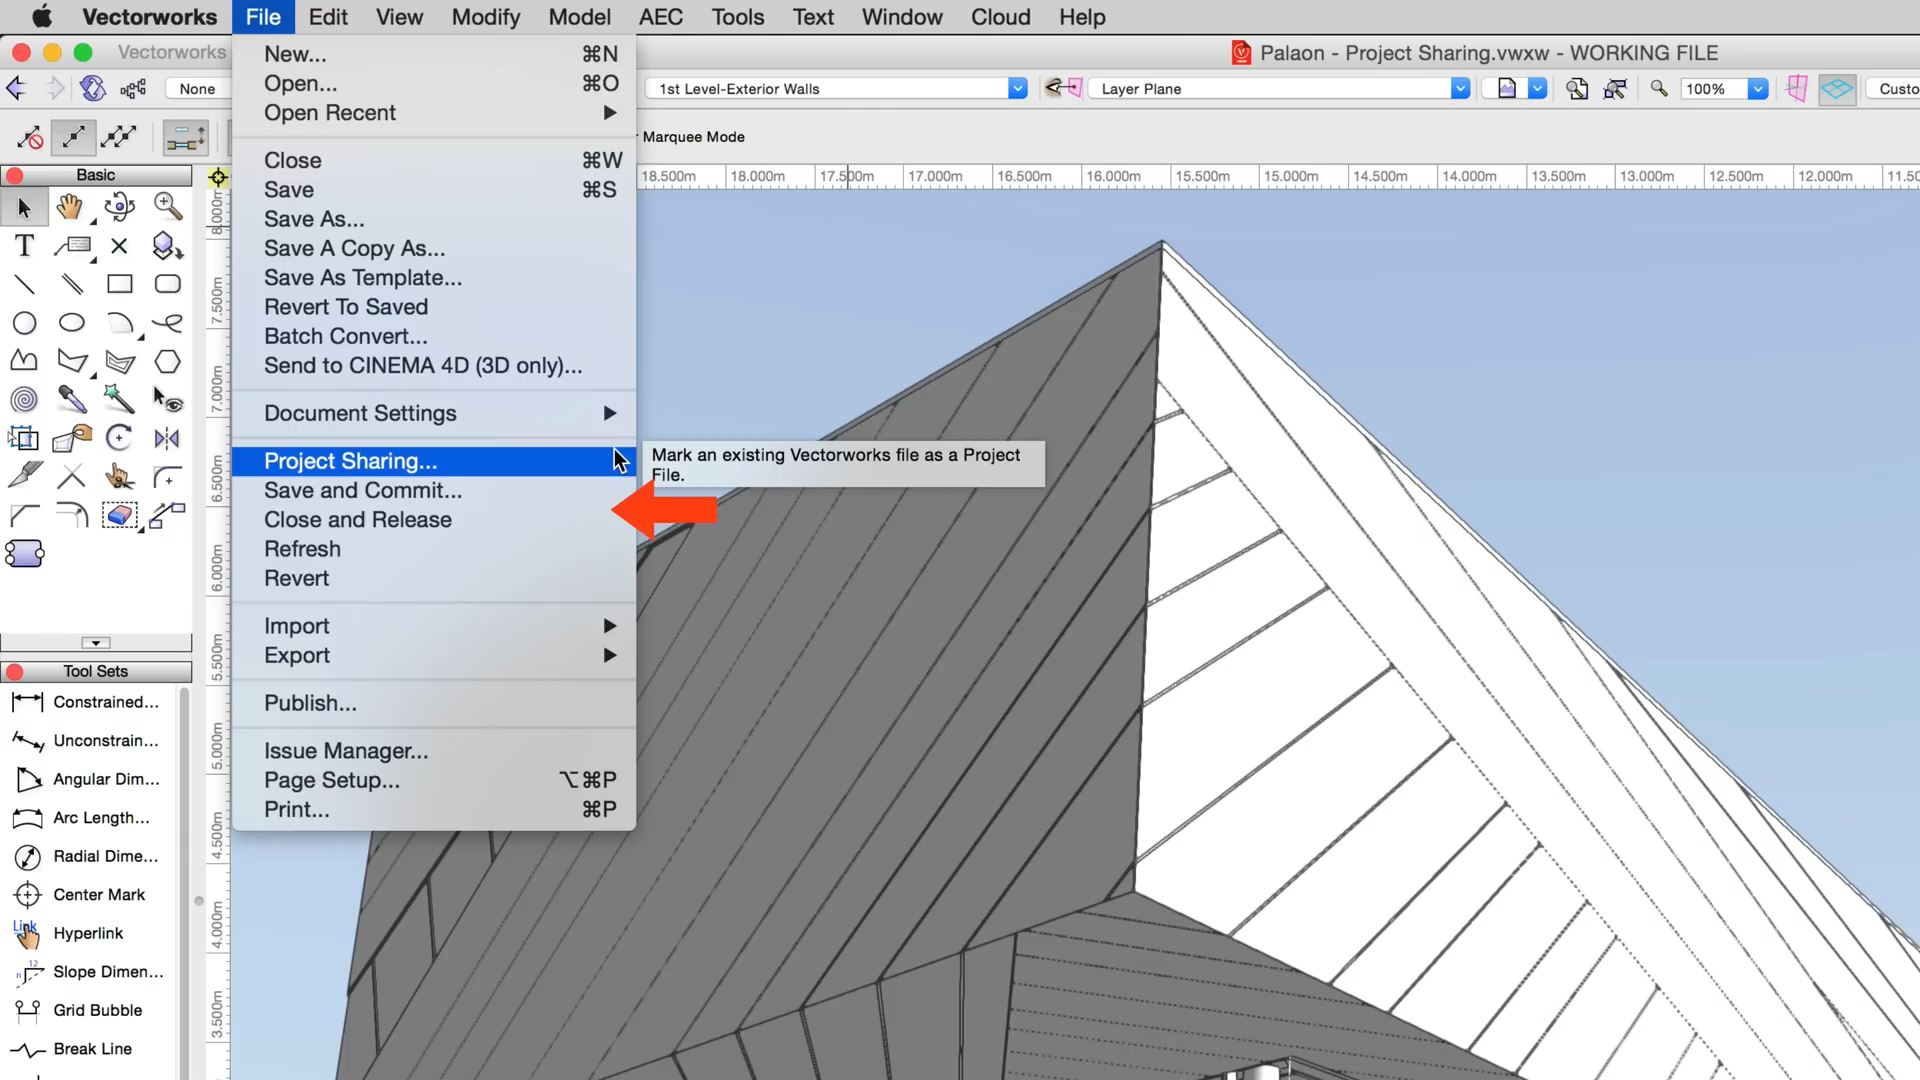 Vectorworks File Edit View Modify Model AEC Tools Text Window Cloud Help
Vectorworks
Palaon - Project Sharing.vwxw - WORKING FILE
None
1st Level-Exterior Walls
Layer Plane
100%
Custo
Marquee Mode
Basic
18.500m 18.000m 17.500m 17.000m 16.500m 16.000m 15.500m 15.000m 14.500m 14.000m 13.500m 13.000m 12.500m 12.000m 11.500
New... ⌘N
Open... ⌘O
Open Recent
Close ⌘W
Save ⌘S
Save As...
Save A Copy As...
Save As Template...
Revert To Saved
Batch Convert...
Send to CINEMA 4D (3D only)...
Document Settings
Project Sharing...
Save and Commit...
Close and Release
Refresh
Revert
Import
Export
Publish...
Issue Manager...
Page Setup... ⌥⌘P
Print... ⌘P
Mark an existing Vectorworks file as a Project
File.
8.000m
7.500m
7.000m
6.500m
6.000m
5.500m
5.000m
4.500m
4.000m
3.500m
T
Tool Sets
Constrained...
Unconstrain...
Angular Dim...
Arc Length...
Radial Dime...
Center Mark
Link
Hyperlink
12
n
Slope Dimen...
Grid Bubble
Break Line